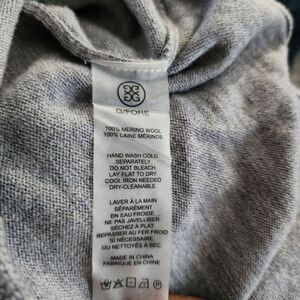 G/FORE
100% MERINO WOOL
100% LAINE MÉRINOS
HAND WASH COLD,
SEPARATELY.
DO NOT BLEACH.
LAY FLAT TO DRY.
COOL IRON NEEDED
DRY-CLEANABLE.
LAVER À LA MAIN
SÉPARÉMENT
EN EAU FROIDE
NE PAS JAVELLISER
SÉCHEZ À PLAT
REPASSER AU FER FROID
SI OU NETTOYÉS A SEC
MADE IN CHINA
FABRIQUÉ EN CHINE